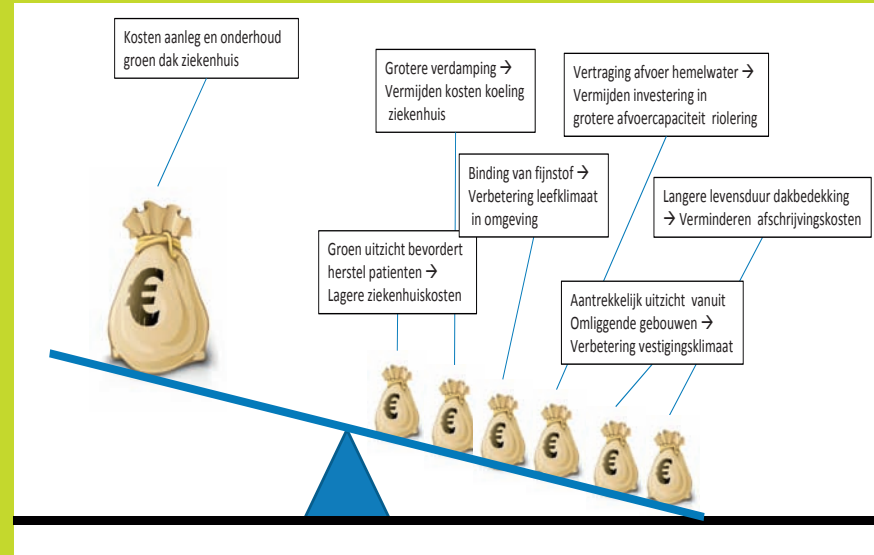 Kosten aanleg en onderhoud
groen dak ziekenhuis
Grotere verdamping →
Vermijden kosten koeling
ziekenhuis
Vertraging afvoer hemelwater →
Vermijden investering in
grotere afvoercapaciteit riolering
Binding van fijnstof →
Verbetering leefklimaat
in omgeving
Langere levensduur dakbedekking
→ Verminderen afschrijvingskosten
Groen uitzicht bevordert
herstel patienten →
Lagere ziekenhuiskosten
Aantrekkelijk uitzicht vanuit
Omliggende gebouwen →
Verbetering vestigingsklimaat
€
€
€
€
€
€
€